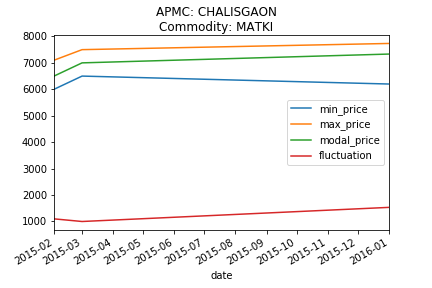 APMC: CHALISGAON
Commodity: MATKI
8000
7000
6000
5000
4000
3000
2000
1000
min_price
max_price
modal_price
fluctuation
2015-02
2015-03
2015-04
2015-05
2015-06
2015-07
2015-08
2015-09
2015-10
2015-11
2015-12
2016-01
date